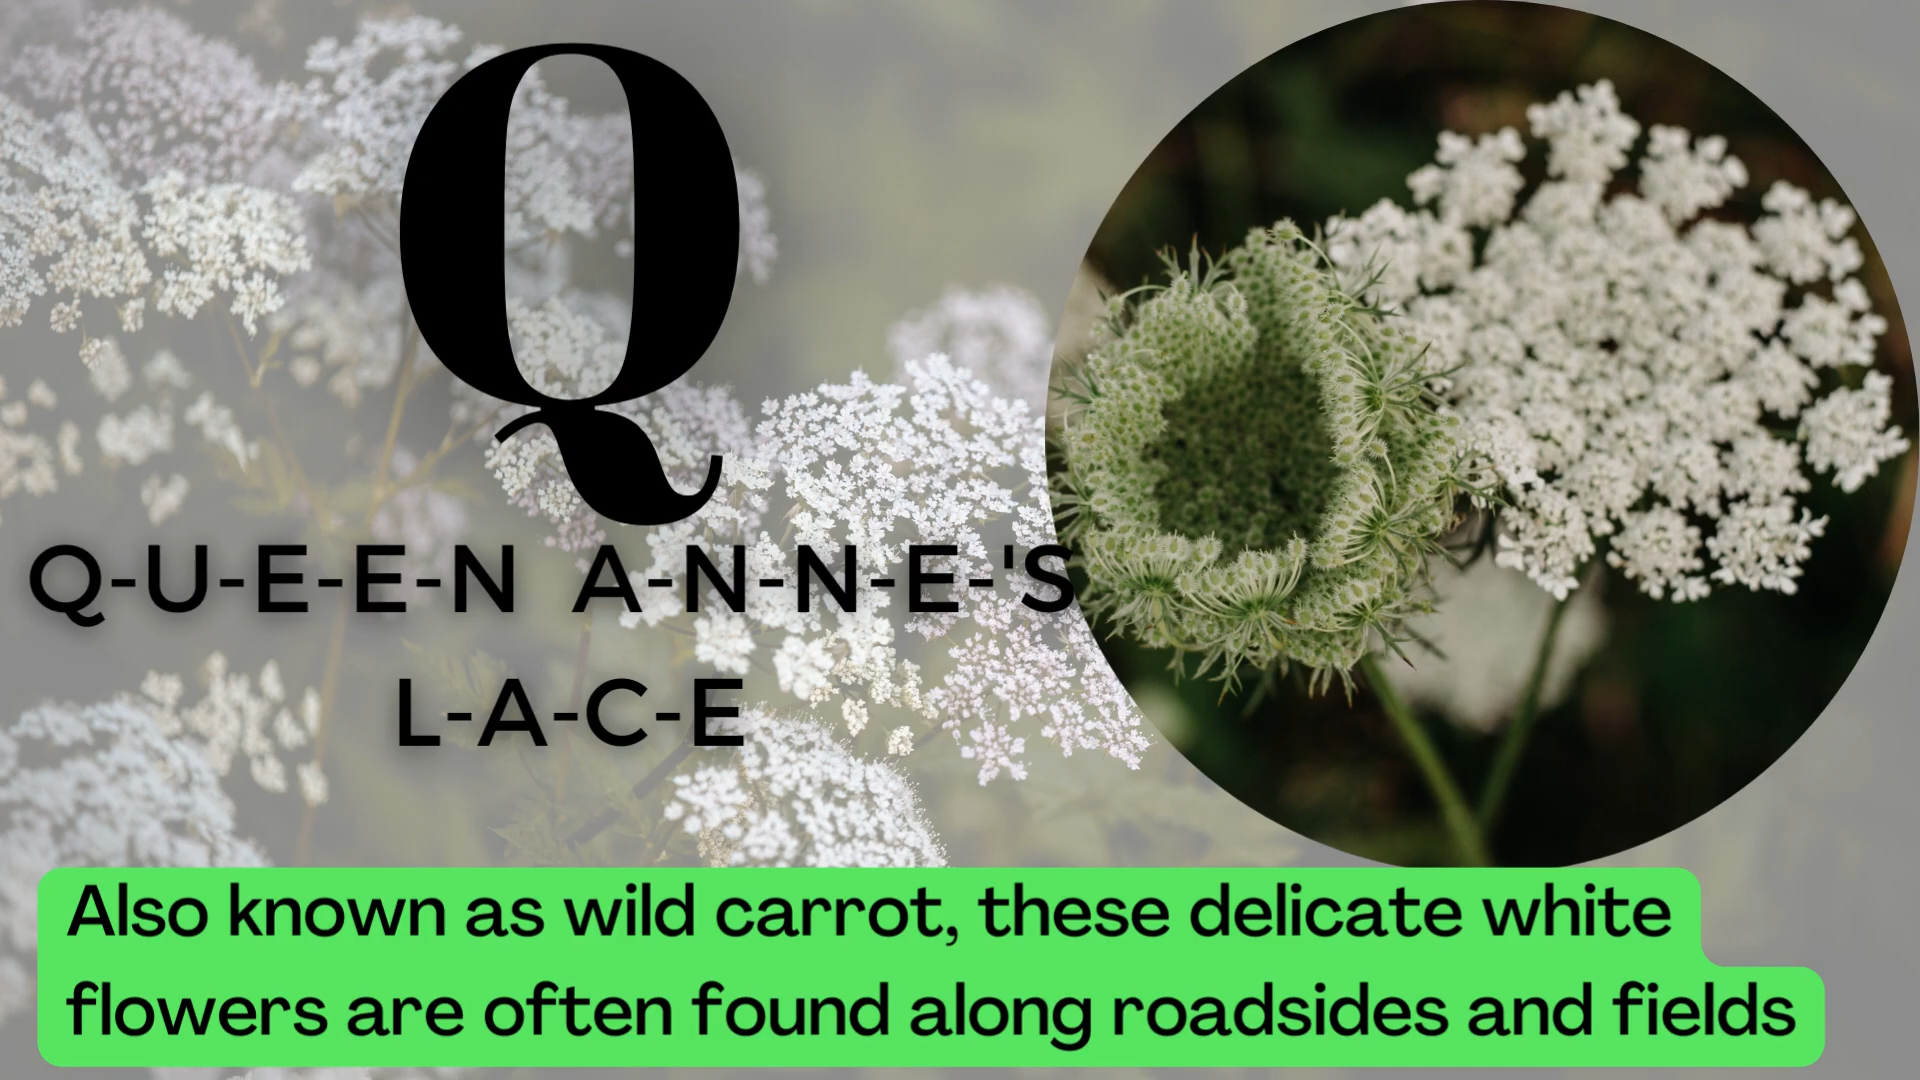 Q
Q-U-E-E-N A-N-N-E-'S
L-A-C-E
Also known as wild carrot, these delicate white
flowers are often found along roadsides and fields